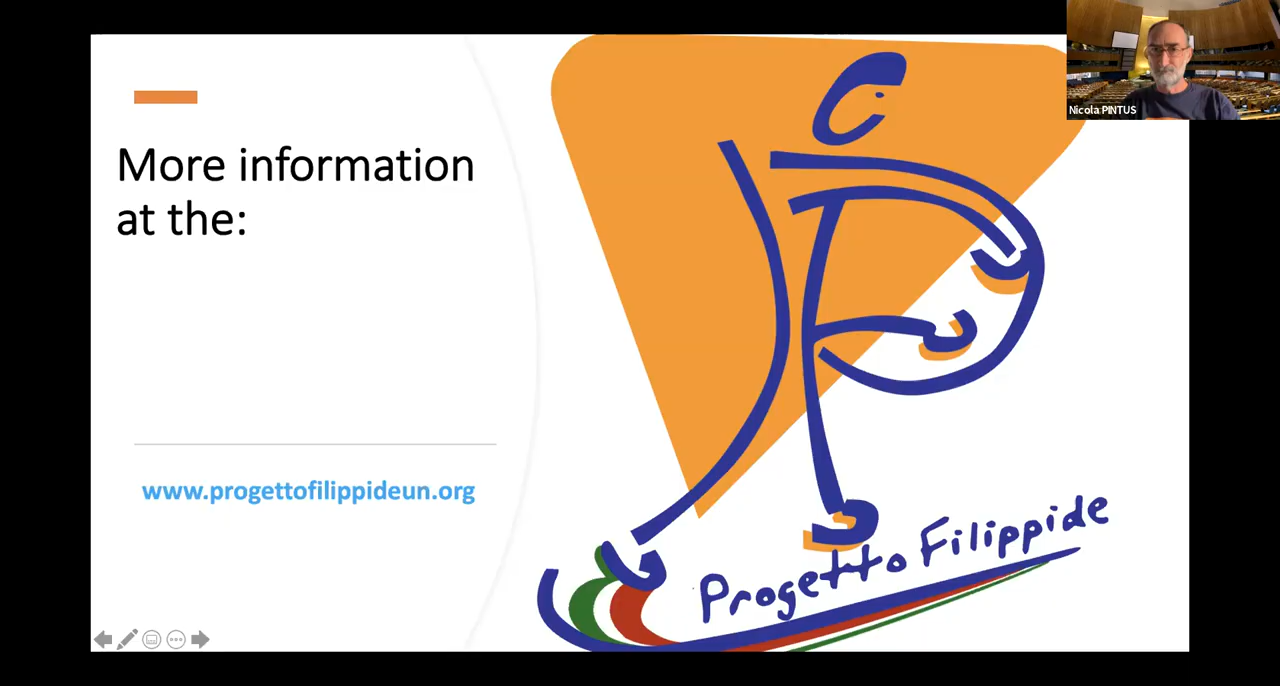 Nicola PINTUS
More information
at the:
www.progettofilippideun.org
Progetto Filippide